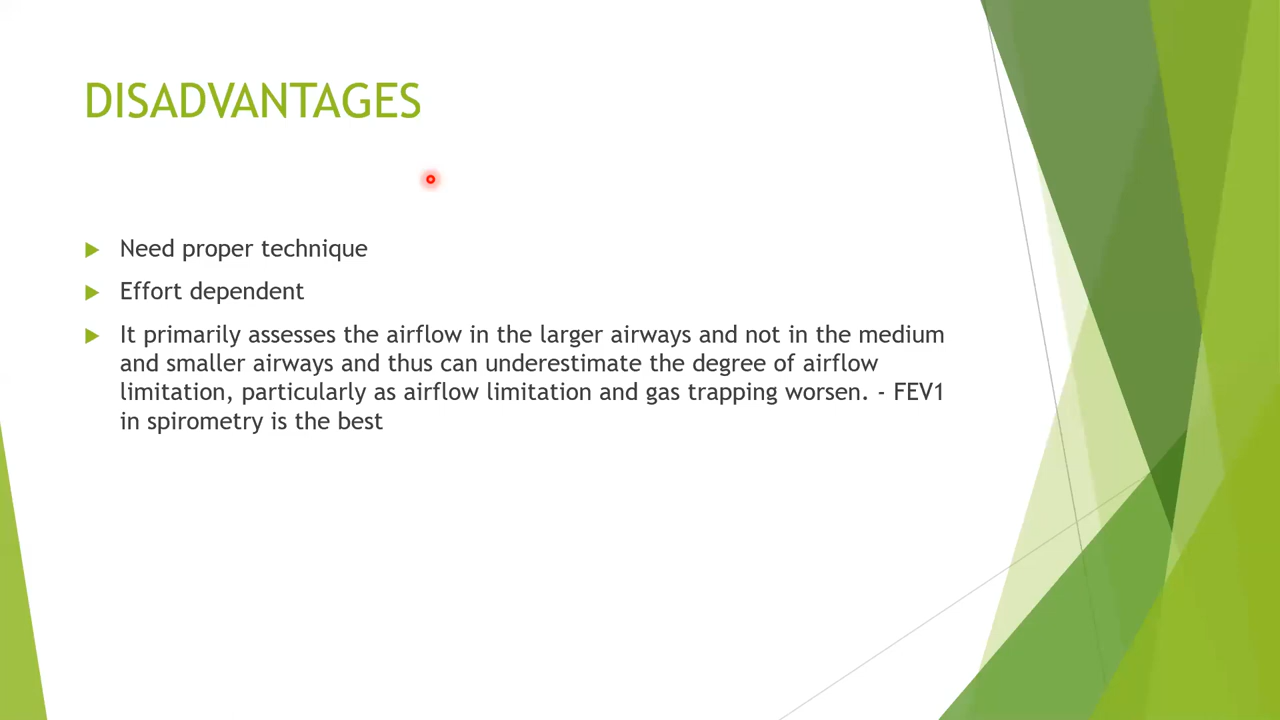 DISADVANTAGES
Need proper technique
Effort dependent
It primarily assesses the airflow in the larger airways and not in the medium
and smaller airways and thus can underestimate the degree of airflow
limitation, particularly as airflow limitation and gas trapping worsen. - FEV1
in spirometry is the best